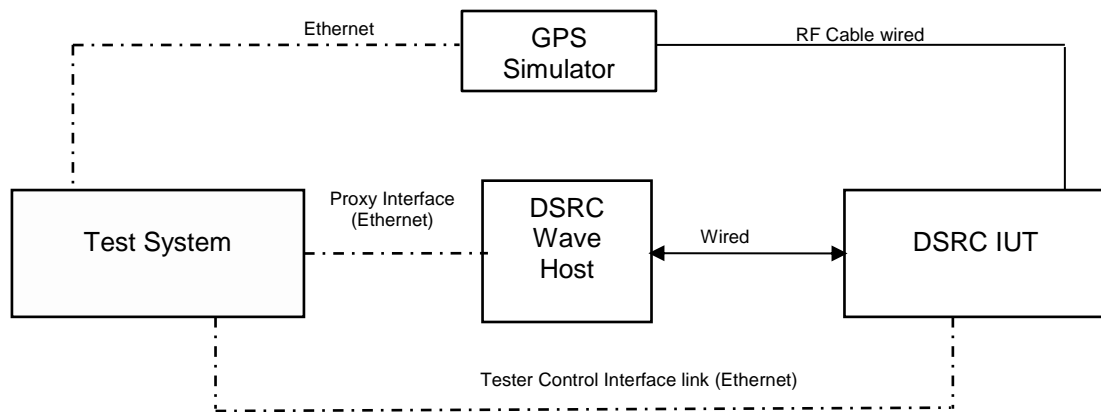 Ethernet
GPS
Simulator
RF Cable wired
Test System
Proxy Interface
(Ethernet)
DSRC
Wave
Host
Wired
DSRC IUT
Tester Control Interface link (Ethernet)